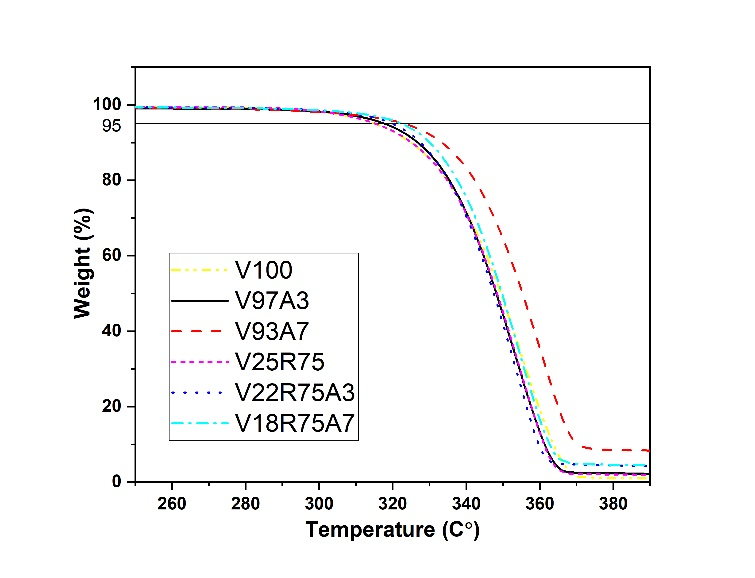 100
95
80
60
40
20
0
Weight (%)
V100
V97A3
V93A7
V25R75
V22R75A3
V18R75A7
260 280 300 320 340 360 380
Temperature (C°)